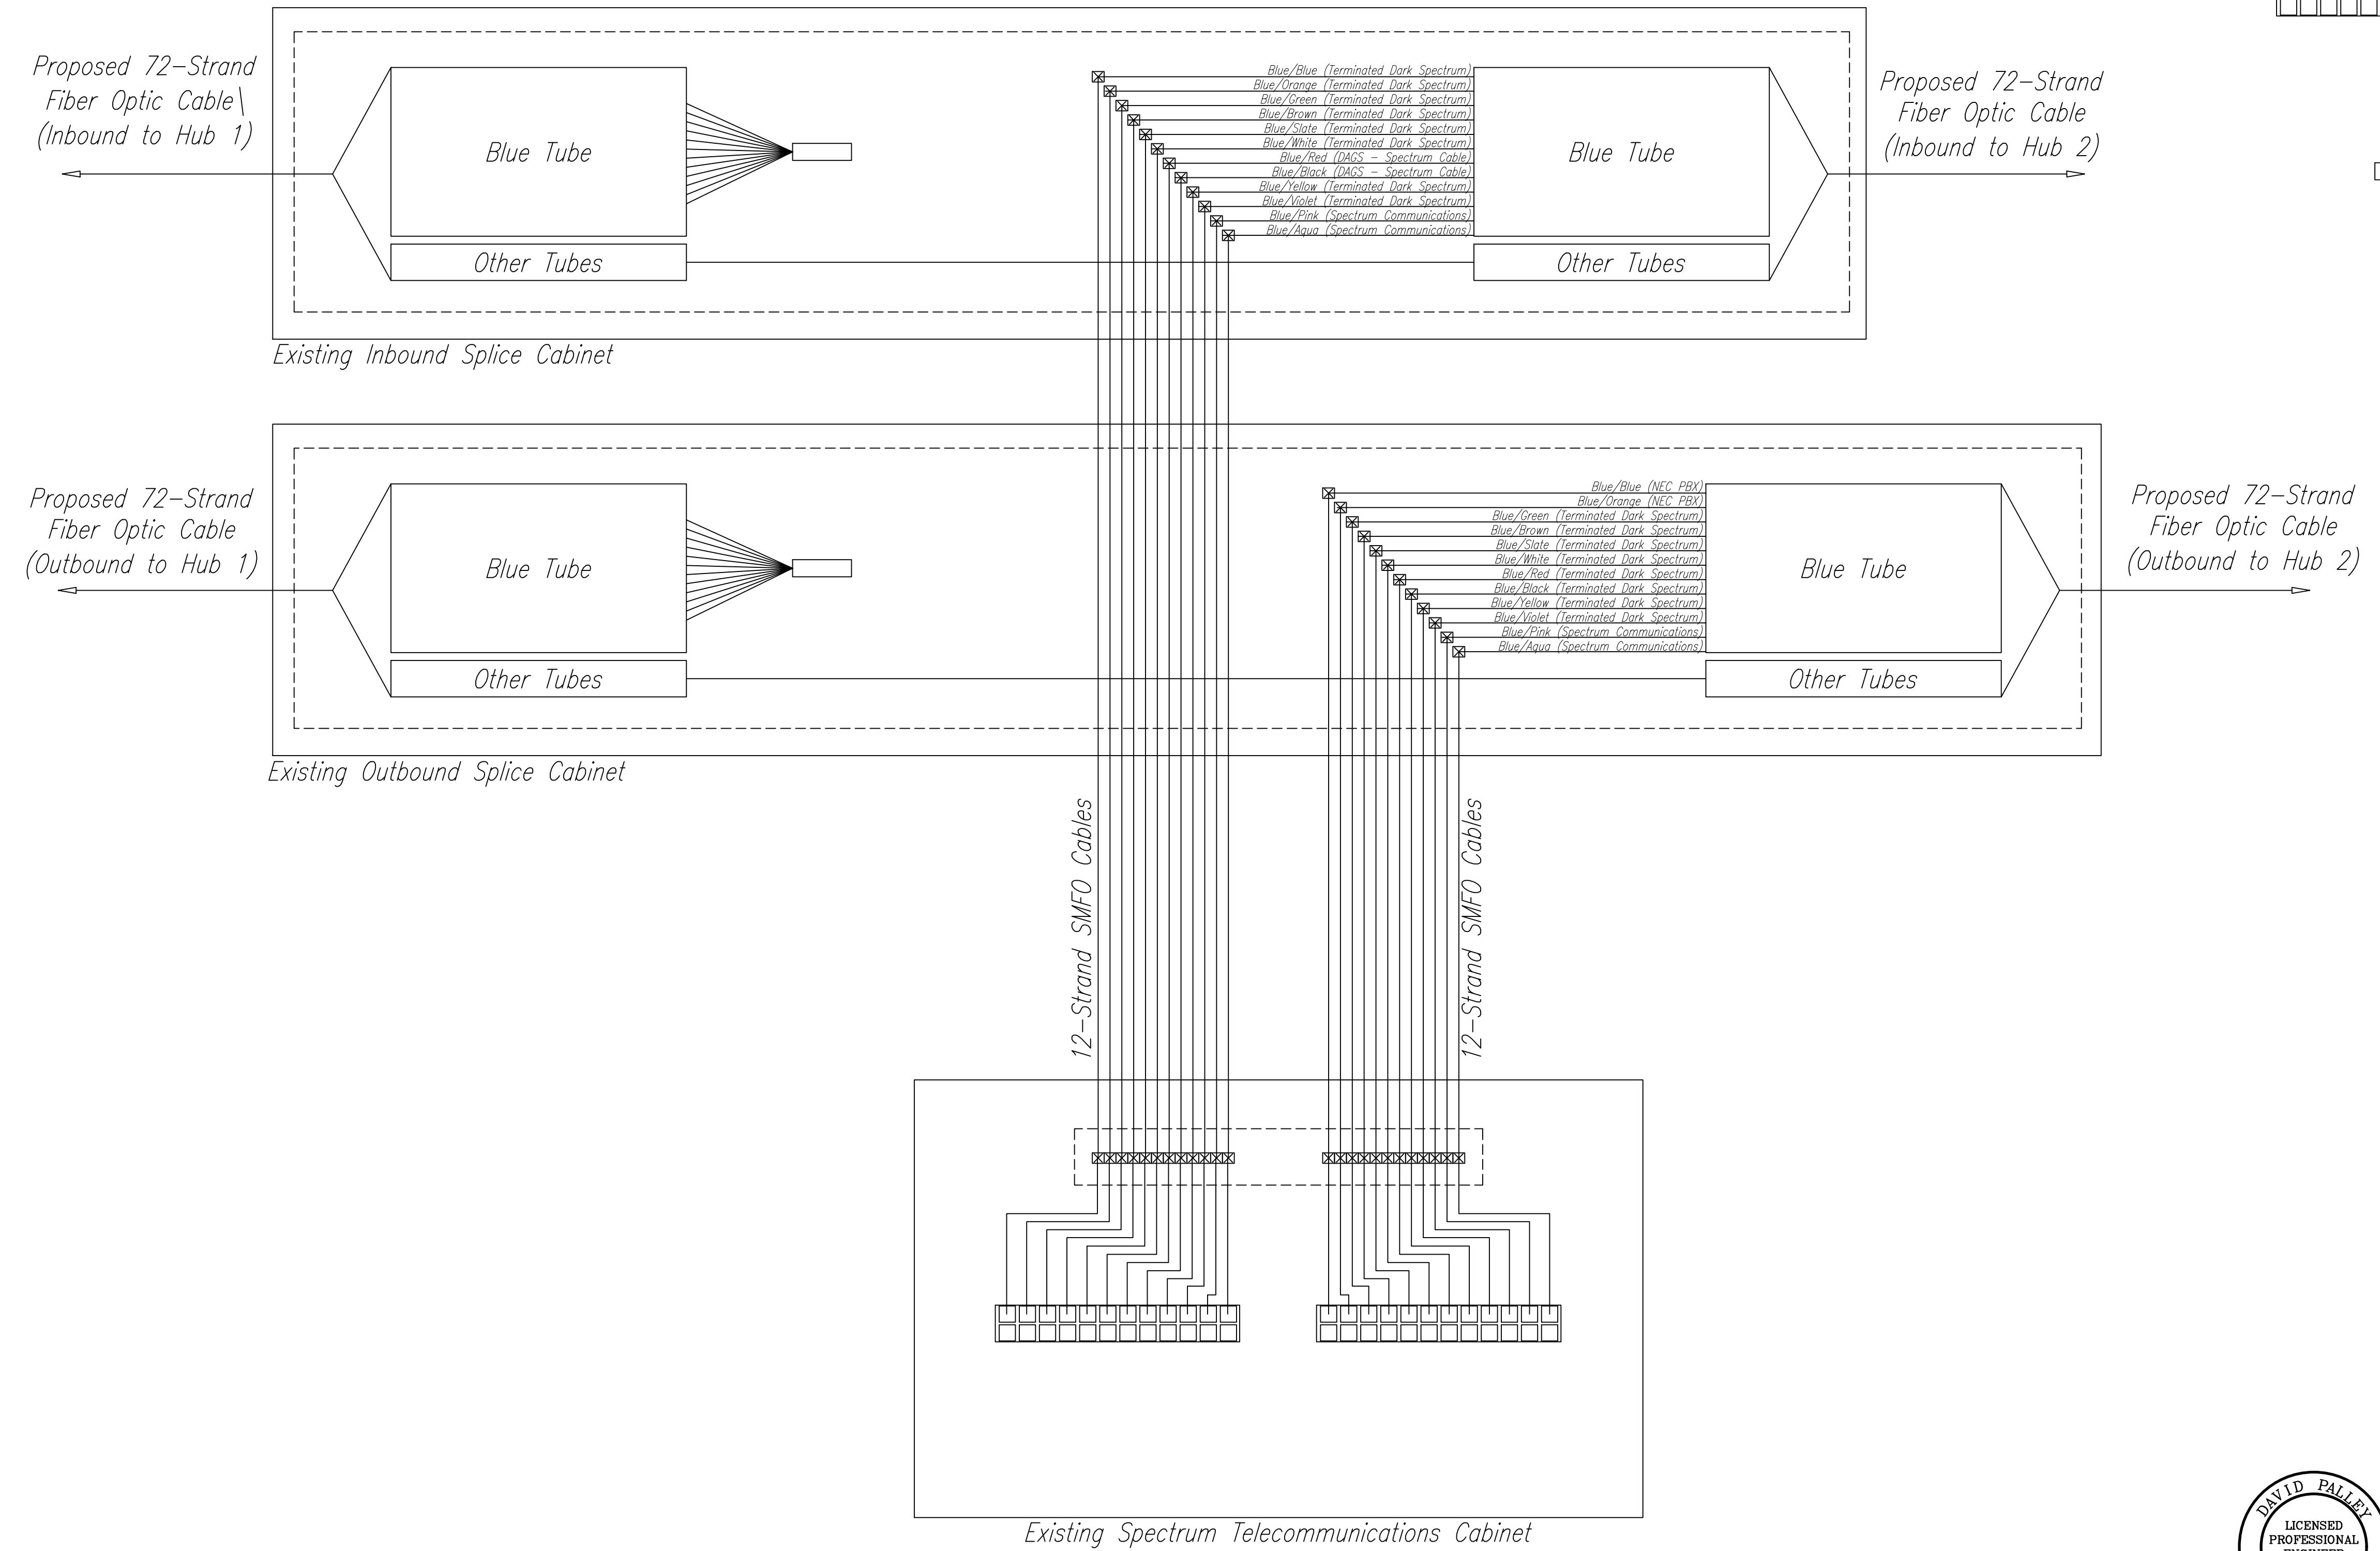 Proposed 72-Strand
Fiber Optic Cable\
(Inbound to Hub 1)
Blue Tube
Other Tubes
Blue/Blue (Terminated Dark Spectrum)
Blue/Orange (Terminated Dark Spectrum)
Blue/Green (Terminated Dark Spectrum)
Blue/Brown (Terminated Dark Spectrum)
Blue/Slate (Terminated Dark Spectrum)
Blue/White (Terminated Dark Spectrum)
Blue/Red (DAGS - Spectrum Cable)
Blue/Black (DAGS - Spectrum Cable)
Blue/Yellow (Terminated Dark Spectrum)
Blue/Violet (Terminated Dark Spectrum)
Blue/Pink (Spectrum Communications)
Blue/Aqua (Spectrum Communications)
Blue Tube
Other Tubes
Proposed 72-Strand
Fiber Optic Cable
(Inbound to Hub 2)
Existing Inbound Splice Cabinet
Proposed 72-Strand
Fiber Optic Cable
(Outbound to Hub 1)
Blue Tube
Other Tubes
Blue/Blue (NEC PBX)
Blue/Orange (NEC PBX)
Blue/Green (Terminated Dark Spectrum)
Blue/Brown (Terminated Dark Spectrum)
Blue/Slate (Terminated Dark Spectrum)
Blue/White (Terminated Dark Spectrum)
Blue/Red (Terminated Dark Spectrum)
Blue/Black (Terminated Dark Spectrum)
Blue/Yellow (Terminated Dark Spectrum)
Blue/Violet (Terminated Dark Spectrum)
Blue/Pink (Spectrum Communications)
Blue/Aqua (Spectrum Communications)
Blue Tube
Other Tubes
Proposed 72-Strand
Fiber Optic Cable
(Outbound to Hub 2)
Existing Outbound Splice Cabinet
12-Strand SMFO Cables
12-Strand SMFO Cables
Existing Spectrum Telecommunications Cabinet
DAVID PALLEY
LICENSED
PROFESSIONAL